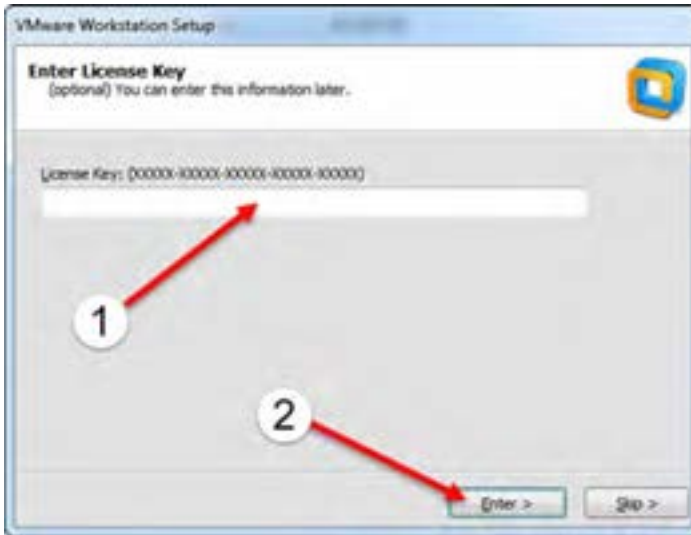 VMware Workstation Setup
Enter License Key
(optional) You can enter this information later.
License Key: (XXXXX-XXXXX-XXXXX-XXXXX-XXXXX)
1
2
Enter >
Skip >